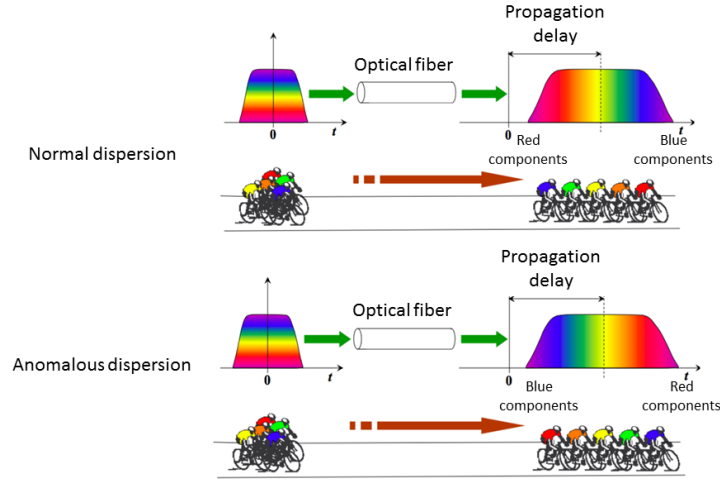 Propagation
delay
Optical fiber
0
t
0
t
Red
components
Blue
components
Normal dispersion
Propagation
delay
Optical fiber
0
t
0
t
Blue
components
Red
components
Anomalous dispersion